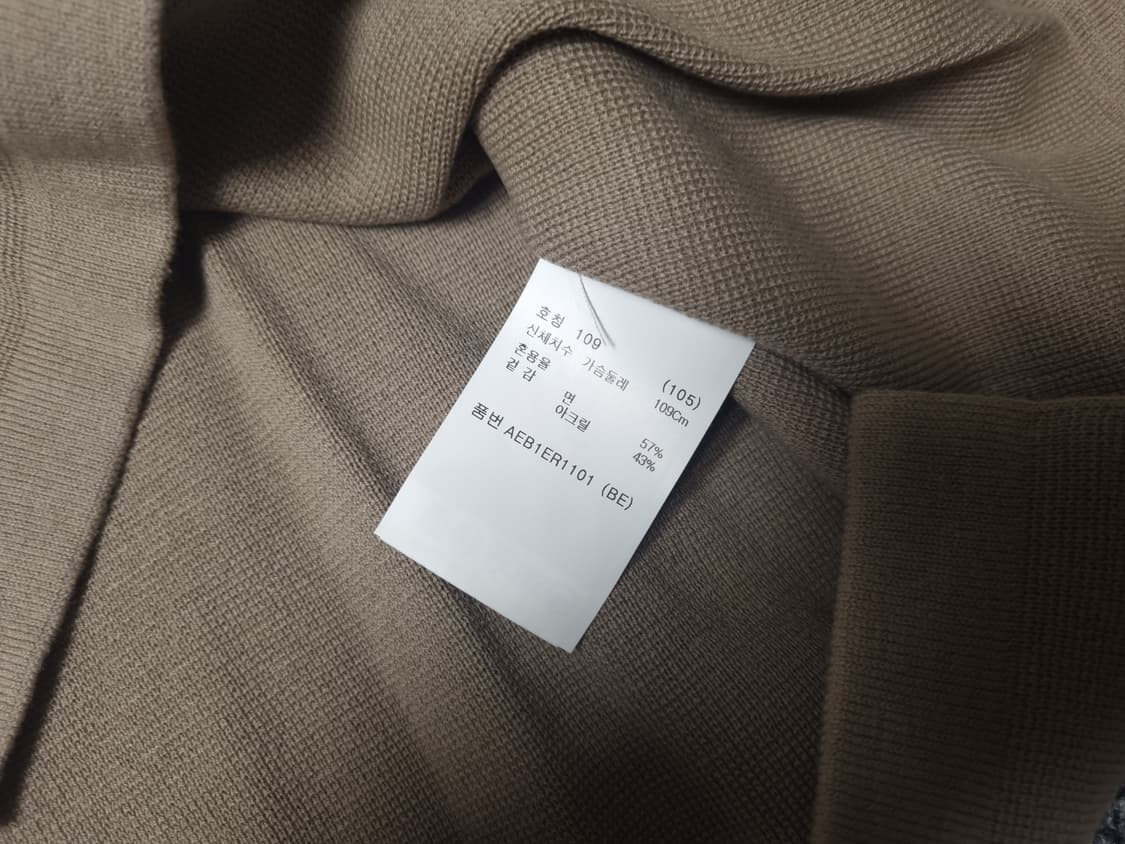 호칭 109 (105)
신체치수 가슴둘레 109Cm
혼용율
겉감
면 57%
아크릴 43%
품번 AEB1ER1101 (BE)